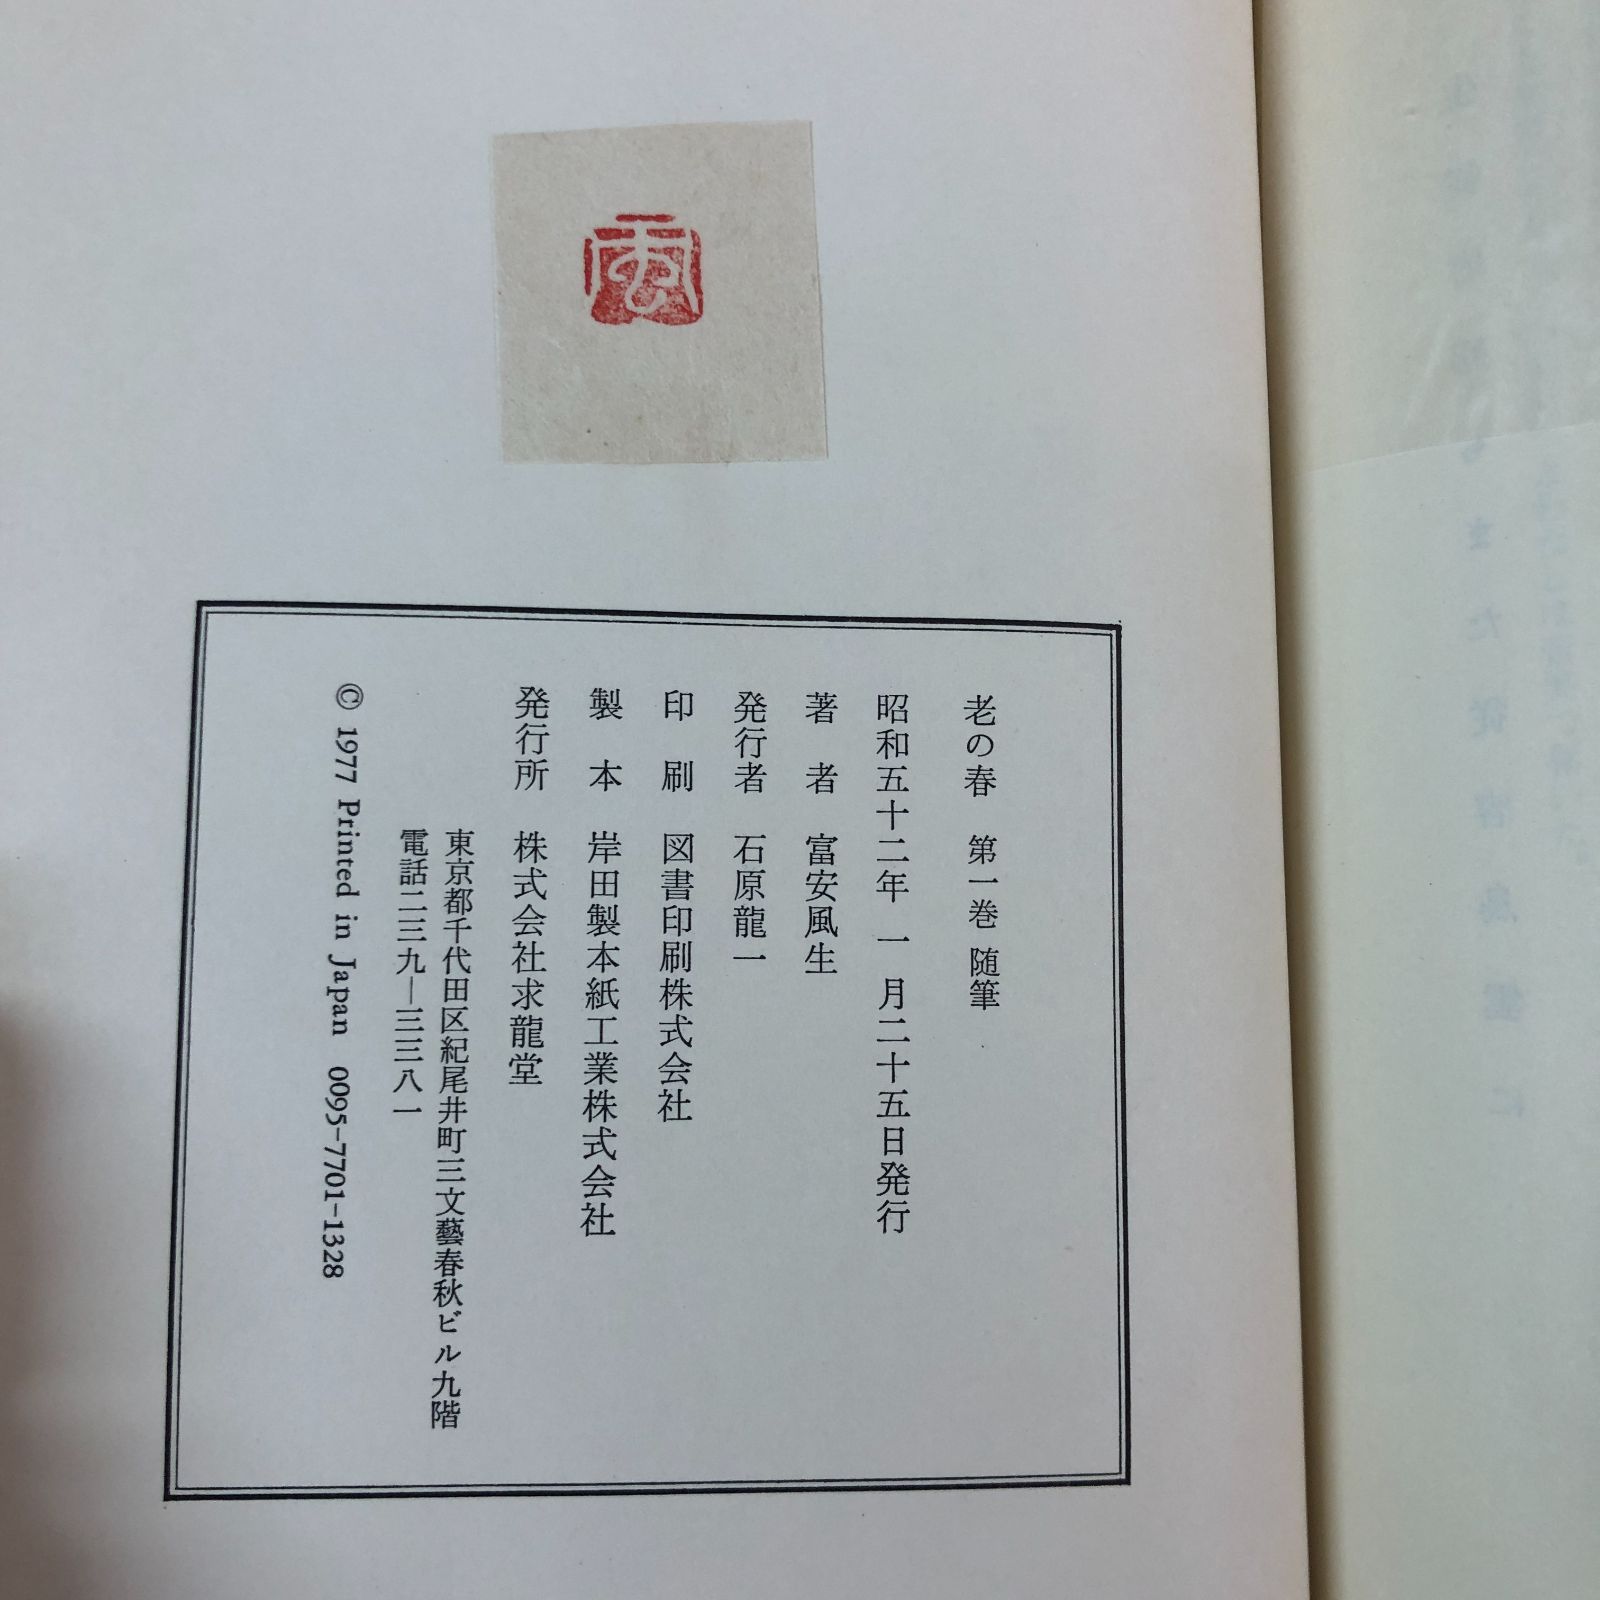 老の春 第一巻 随筆
昭和五十二年 一 月二十五日発行
著 者 富安風生
発行者 石原龍一
印 刷 図書印刷株式会社
製 本 岸田製本紙工業株式会社
発行所 株式会社求龍堂
東京都千代田区紀尾井町三文藝春秋ビル九階
電話二三九―三三八一
© 1977 Printed in Japan 0095-7701-1328